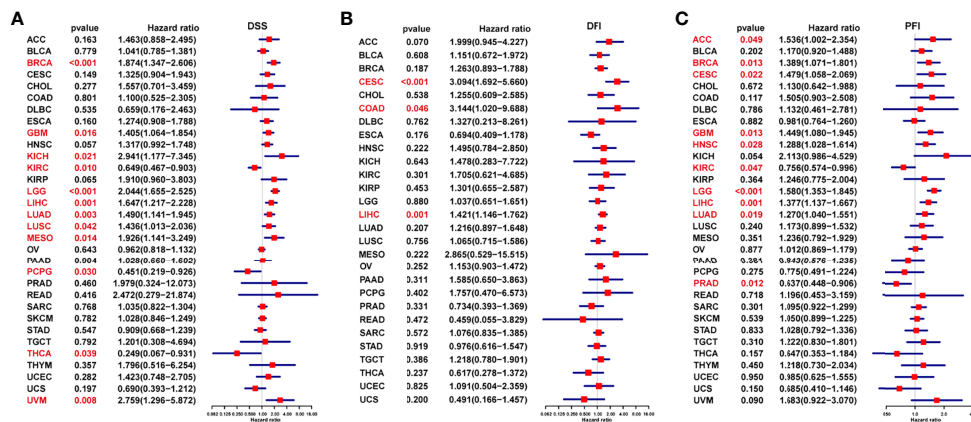 A
pvalue Hazard ratio DSS
ACC 0.163 1.463(0.858−2.495)
BLCA 0.779 1.041(0.785−1.381)
BRCA <0.001 1.874(1.347−2.606)
CESC 0.149 1.325(0.904−1.943)
CHOL 0.277 1.557(0.701−3.459)
COAD 0.801 1.100(0.525−2.305)
DLBC 0.535 0.659(0.176−2.463)
ESCA 0.160 1.274(0.908−1.788)
GBM 0.016 1.405(1.064−1.854)
HNSC 0.057 1.317(0.992−1.748)
KICH 0.021 2.941(1.177−7.345)
KIRC 0.010 0.649(0.467−0.903)
KIRP 0.065 1.910(0.960−3.803)
LGG <0.001 2.044(1.655−2.525)
LIHC 0.001 1.647(1.217−2.228)
LUAD 0.003 1.490(1.141−1.945)
LUSC 0.042 1.436(1.013−2.036)
MESO 0.014 1.926(1.141−3.249)
OV 0.643 0.962(0.818−1.132)
PAAD
PCPG 0.030 0.451(0.219−0.926)
PRAD 0.460 1.979(0.324−12.073)
READ 0.416 2.472(0.279−21.874)
SARC 0.768 1.035(0.822−1.304)
SKCM 0.782 1.028(0.846−1.249)
STAD 0.547 0.909(0.668−1.239)
TGCT 0.792 1.201(0.308−4.694)
THCA 0.039 0.249(0.067−0.931)
THYM 0.357 1.796(0.516−6.254)
UCEC 0.282 1.423(0.748−2.705)
UCS 0.197 0.690(0.393−1.212)
UVM 0.008 2.759(1.296−5.872)
0.062 0.125 0.250 0.50 1.00 2.00 4.00 8.00 16.00
Hazard ratio
B
pvalue Hazard ratio DFI
ACC 0.070 1.999(0.945−4.227)
BLCA 0.608 1.151(0.672−1.972)
BRCA 0.187 1.263(0.893−1.788)
CESC <0.001 3.094(1.692−5.660)
CHOL 0.538 1.255(0.609−2.585)
COAD 0.046 3.144(1.020−9.688)
DLBC 0.762 1.327(0.213−8.261)
ESCA 0.176 0.694(0.409−1.178)
HNSC 0.222 1.495(0.784−2.850)
KICH 0.643 1.478(0.283−7.722)
KIRC 0.301 1.705(0.621−4.685)
KIRP 0.453 1.301(0.655−2.587)
LGG 0.880 1.037(0.651−1.651)
LIHC 0.001 1.421(1.146−1.762)
LUAD 0.207 1.216(0.897−1.648)
LUSC 0.756 1.065(0.715−1.586)
MESO 0.222 2.865(0.529−15.515)
OV 0.252 1.153(0.903−1.472)
PAAD 0.311 1.585(0.650−3.863)
PCPG 0.402 1.757(0.470−6.573)
PRAD 0.331 0.734(0.393−1.369)
READ 0.472 0.459(0.055−3.829)
SARC 0.572 1.076(0.835−1.385)
STAD 0.919 0.976(0.616−1.547)
TGCT 0.386 1.218(0.780−1.901)
THCA 0.237 0.617(0.278−1.372)
UCEC 0.825 1.091(0.504−2.359)
UCS 0.200 0.491(0.166−1.457)
0.062 0.125 0.250 0.50 1.00 2.00 4.00 8.00 16.00
Hazard ratio
C
pvalue Hazard ratio PFI
ACC 0.049 1.536(1.002−2.354)
BLCA 0.202 1.170(0.920−1.488)
BRCA 0.013 1.389(1.071−1.801)
CESC 0.022 1.479(1.058−2.069)
CHOL 0.672 1.130(0.642−1.988)
COAD 0.117 1.505(0.903−2.508)
DLBC 0.786 1.132(0.461−2.781)
ESCA 0.882 0.981(0.764−1.260)
GBM 0.013 1.449(1.080−1.945)
HNSC 0.028 1.288(1.028−1.614)
KICH 0.054 2.113(0.986−4.529)
KIRC 0.047 0.756(0.574−0.996)
KIRP 0.364 1.246(0.775−2.004)
LGG <0.001 1.580(1.353−1.845)
LIHC 0.001 1.377(1.137−1.667)
LUAD 0.019 1.270(1.040−1.551)
LUSC 0.240 1.173(0.899−1.532)
MESO 0.351 1.236(0.792−1.929)
OV 0.877 1.012(0.869−1.179)
PAAD
PCPG 0.275 0.775(0.491−1.224)
PRAD 0.012 0.637(0.448−0.906)
READ 0.718 1.196(0.453−3.159)
SARC 0.301
SKCM 0.539
STAD 0.833 1.028(0.792−1.336)
TGCT 0.310 1.222(0.830−1.801)
THCA 0.157 0.647(0.353−1.184)
THYM 0.450 1.218(0.730−2.034)
UCEC 0.950 0.985(0.625−1.555)
UCS 0.150 0.685(0.410−1.146)
UVM 0.090 1.683(0.922−3.070)
Hazard ratio